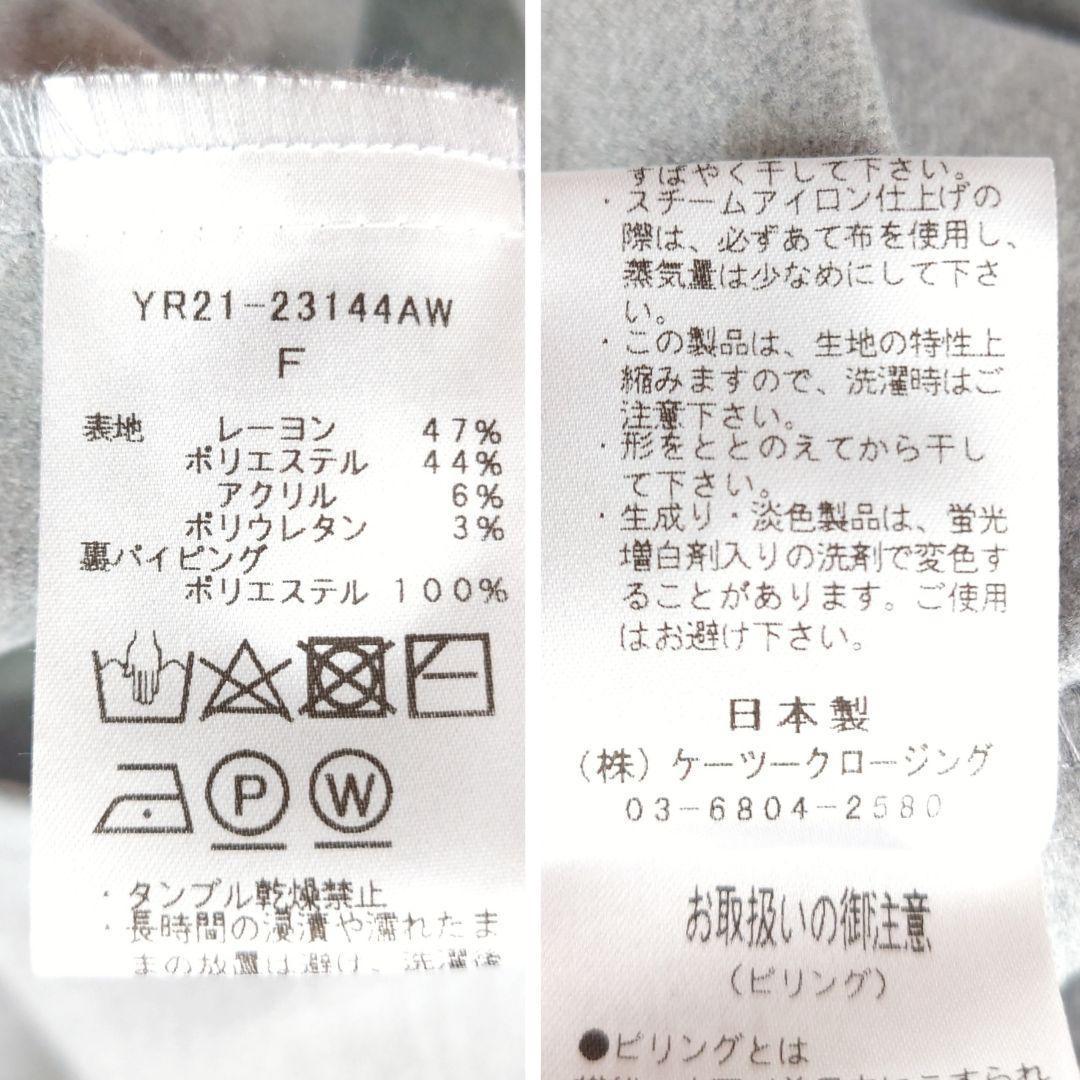 YR21-23144AW
F
表地 レーヨン 47%
ポリエステル 44%
アクリル 6%
ポリウレタン 3%
裏パイピング
ポリエステル 100%
P W
・タンブル乾燥禁止
・長時間の浸漬や濡れたま
まの放置は避け、洗濯後
すばやく干して下さい。
・スチームアイロン仕上げの
際は、必ずあて布を使用し、
蒸気量は少なめにして下さ
い。
・この製品は、生地の特性上
縮みますので、洗濯時はご
注意下さい。
・形をととのえてから干し
て下さい。
・生成り・淡色製品は、蛍光
増白剤入りの洗剤で変色す
ることがあります。ご使用
はお避け下さい。
日本製
(株)ケーツークロージング
03-6804-2580
お取扱いの御注意
(ピリング)
●ピリングとは